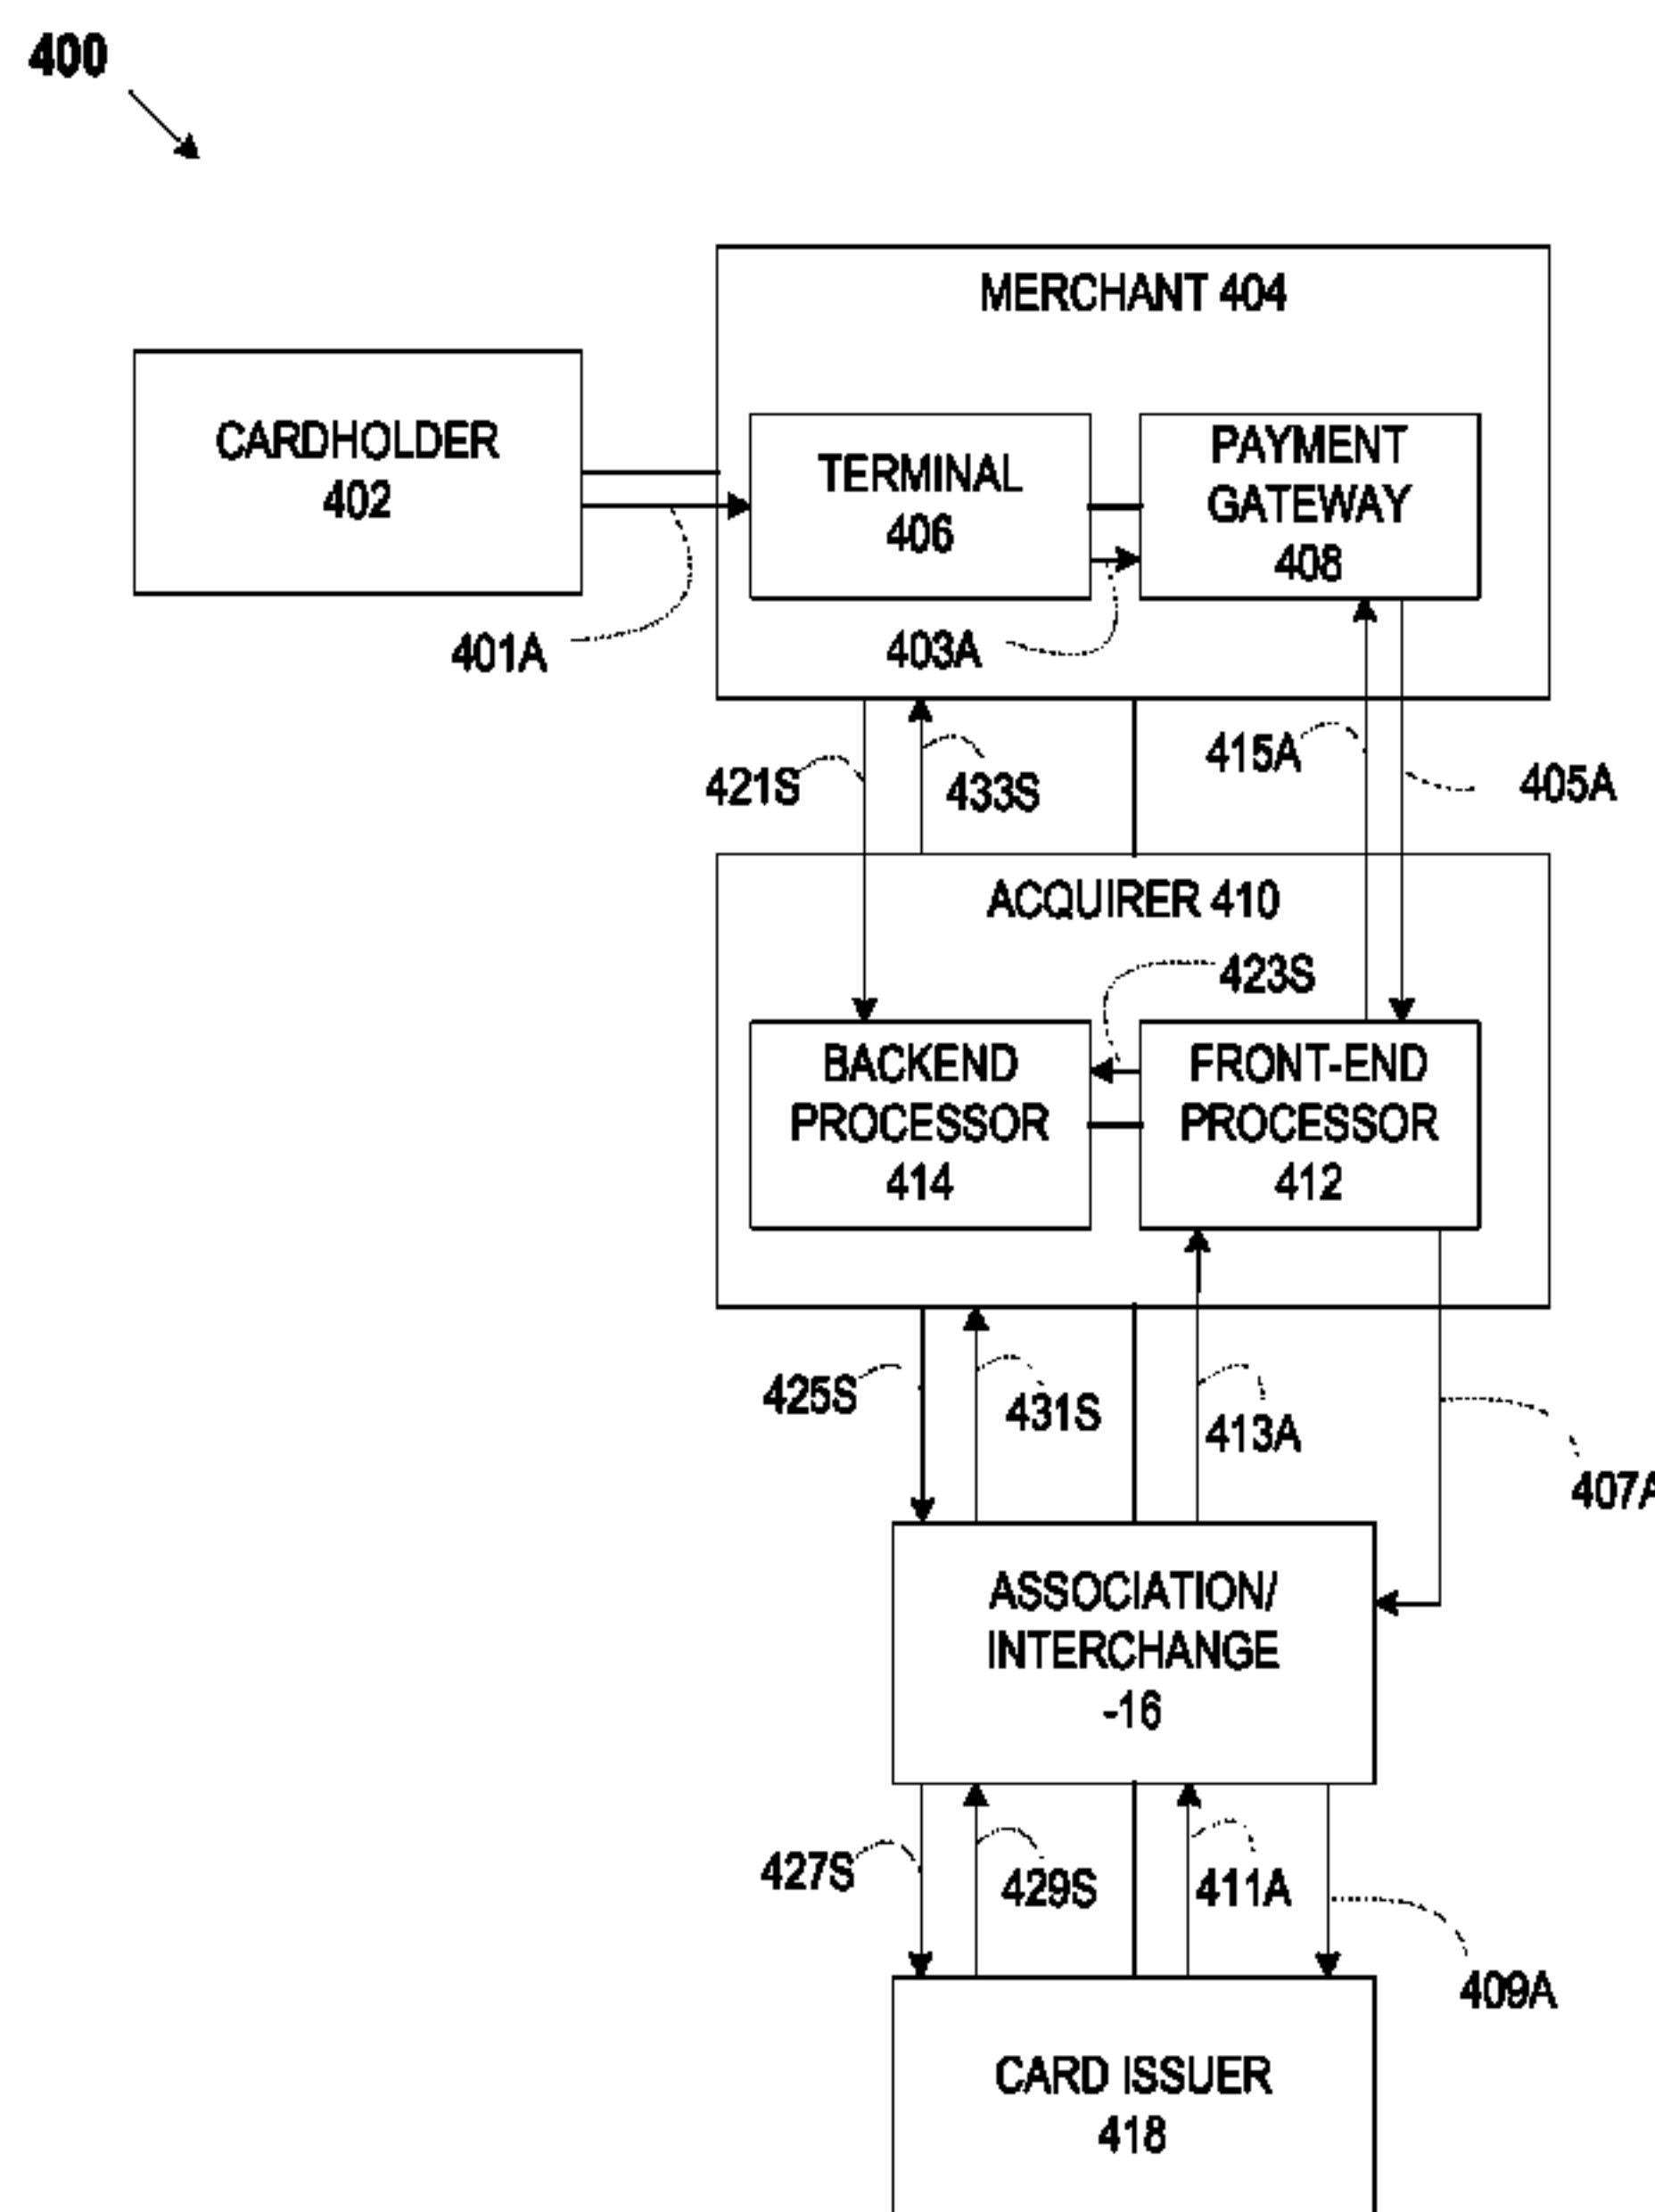 400
MERCHANT 404
CARDHOLDER
402
TERMINAL
406
PAYMENT
GATEWAY
408
401A
403A
421S
433S
415A
405A
ACQUIRER 410
423S
BACKEND
PROCESSOR
414
FRONT-END
PROCESSOR
412
425S
431S
413A
407A
ASSOCIATION/
INTERCHANGE
-16
427S
429S
411A
409A
CARD ISSUER
418